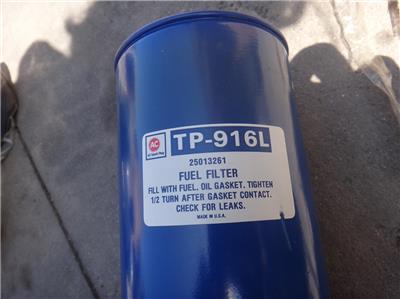 AC
TP-916L
25013261
FUEL FILTER
FILL WITH FUEL. OIL GASKET. TIGHTEN
1/2 TURN AFTER GASKET CONTACT.
CHECK FOR LEAKS.
MADE IN U.S.A.